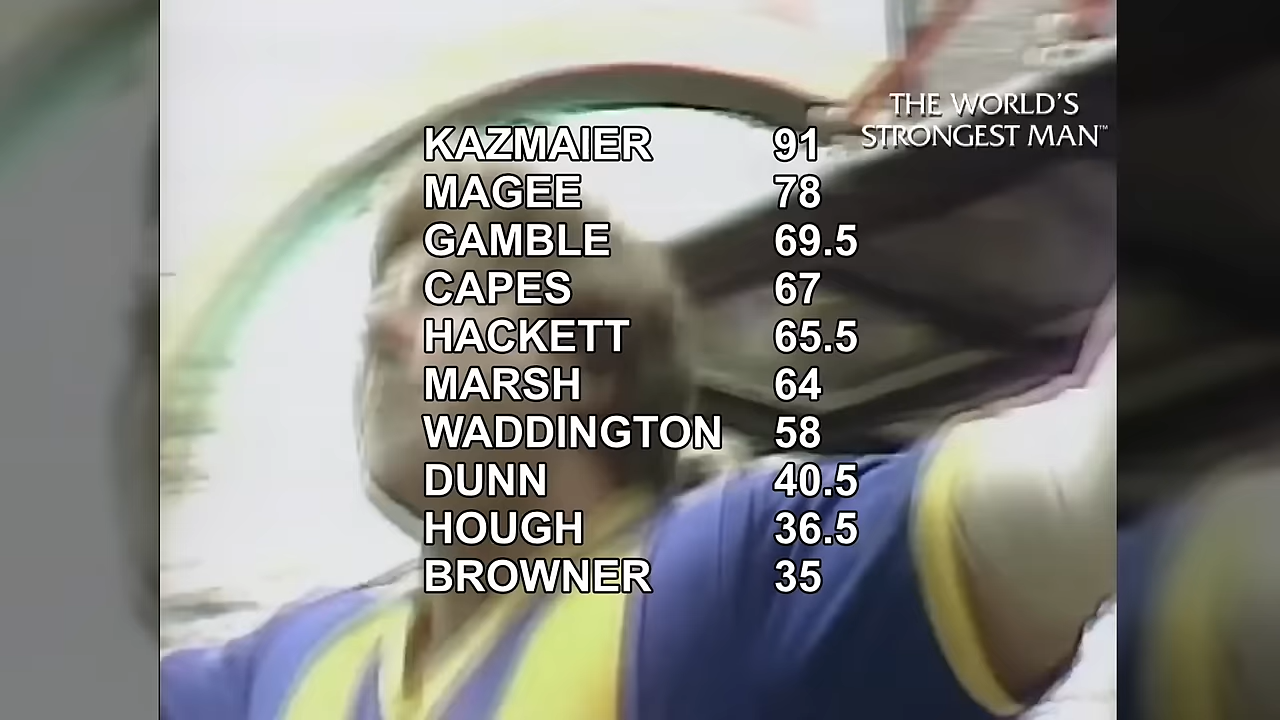 THE WORLD'S
STRONGEST MAN™
KAZMAIER 91
MAGEE 78
GAMBLE 69.5
CAPES 67
HACKETT 65.5
MARSH 64
WADDINGTON 58
DUNN 40.5
HOUGH 36.5
BROWNER 35